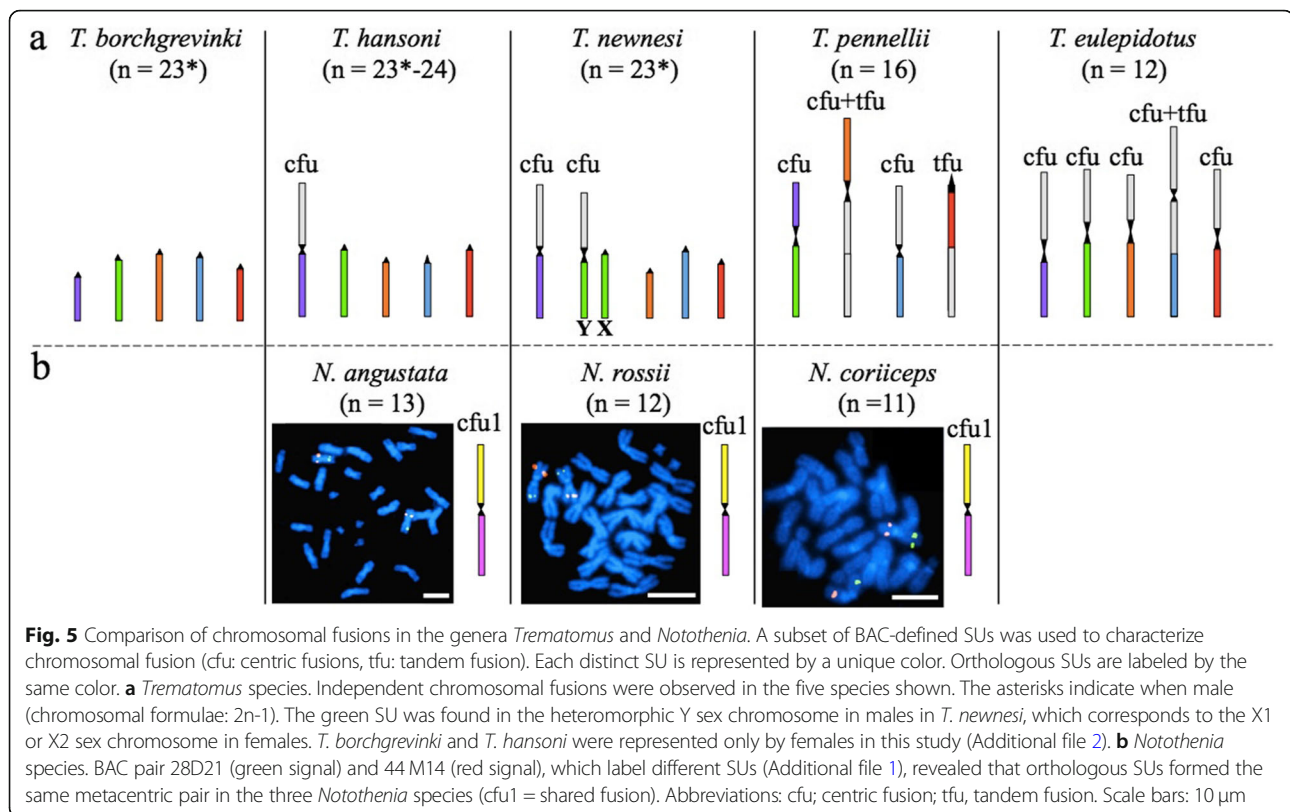 a
T. borchgrevinki
(n = 23*)
T. hansoni
(n = 23*-24)
T. newnesi
(n = 23*)
T. pennellii
(n = 16)
T. eulepidotus
(n = 12)
cfu
cfu cfu
Y X
cfu
cfu+tfu
cfu
tfu
cfu cfu cfu
cfu+tfu
cfu
b
N. angustata
(n = 13)
cfu1
N. rossii
(n = 12)
cfu1
N. coriiceps
(n =11)
cfu1
Fig. 5 Comparison of chromosomal fusions in the genera Trematomus and Notothenia. A subset of BAC-defined SUs was used to characterize
chromosomal fusion (cfu: centric fusions, tfu: tandem fusion). Each distinct SU is represented by a unique color. Orthologous SUs are labeled by the
same color. a Trematomus species. Independent chromosomal fusions were observed in the five species shown. The asterisks indicate when male
(chromosomal formulae: 2n-1). The green SU was found in the heteromorphic Y sex chromosome in males in T. newnesi, which corresponds to the X1
or X2 sex chromosome in females. T. borchgrevinki and T. hansoni were represented only by females in this study (Additional file 2). b Notothenia
species. BAC pair 28D21 (green signal) and 44 M14 (red signal), which label different SUs (Additional file 1), revealed that orthologous SUs formed the
same metacentric pair in the three Notothenia species (cfu1 = shared fusion). Abbreviations: cfu; centric fusion; tfu, tandem fusion. Scale bars: 10 μm